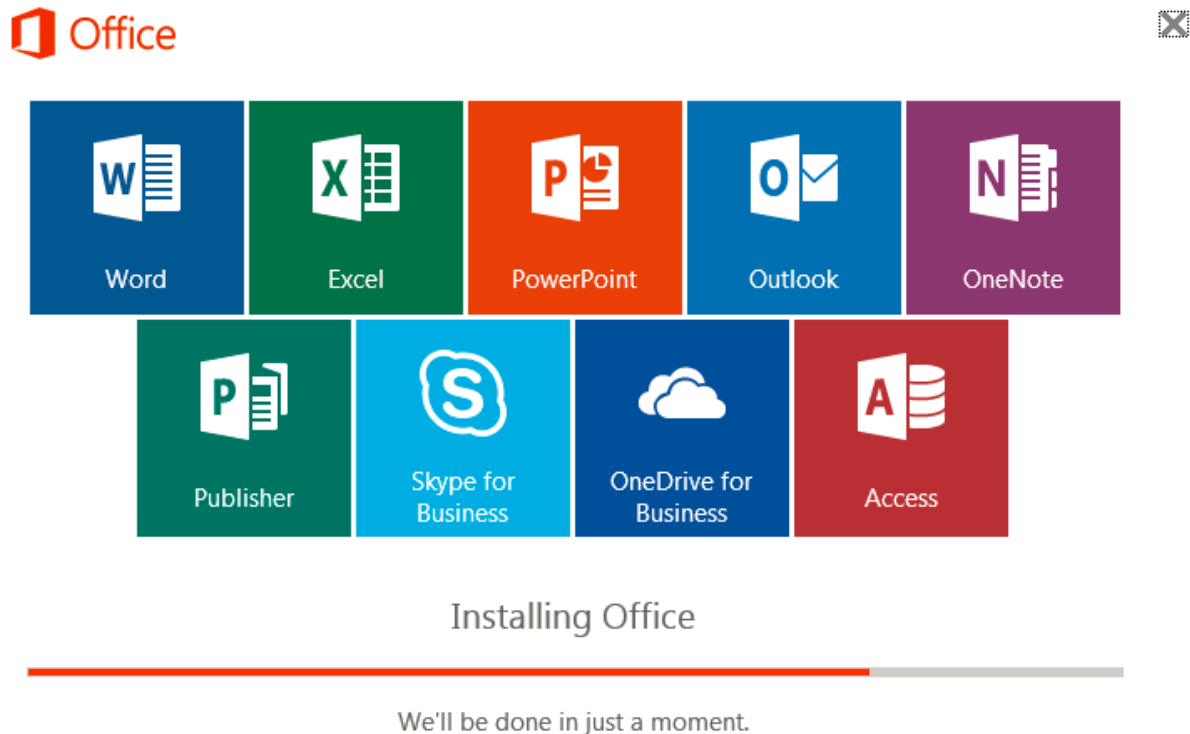 Office
Word Excel PowerPoint Outlook OneNote
Publisher Skype for Business OneDrive for Business Access
Installing Office
We'll be done in just a moment.